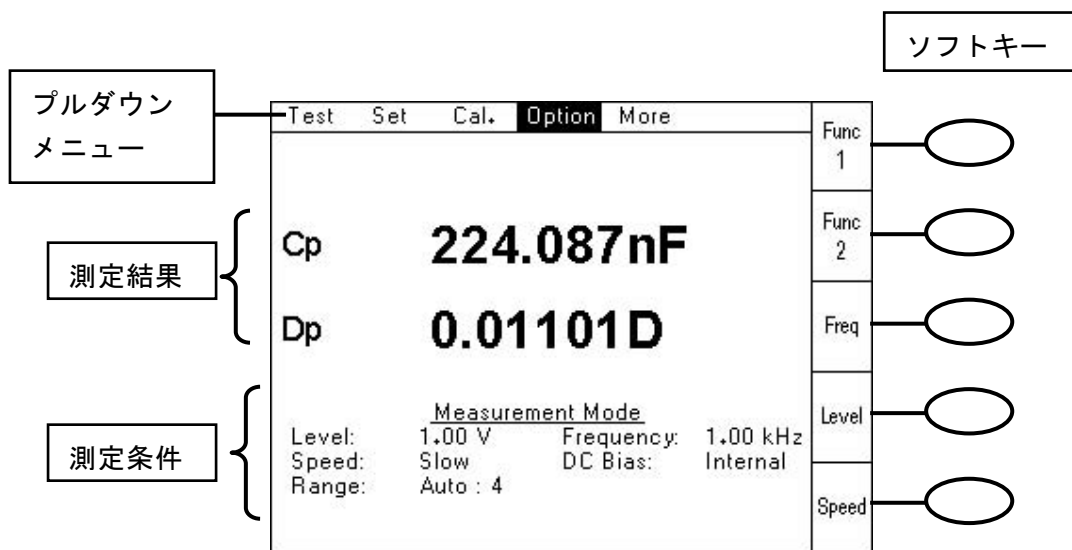 ソフトキー
プルダウン
メニュー
Test Set Cal. Option More
Func
1
Func
2
Freq
Level
Speed
測定結果
Cp 224.087nF
Dp 0.01101D
測定条件
Measurement Mode
Level: 1.00 V Frequency: 1.00 kHz
Speed: Slow DC Bias: Internal
Range: Auto : 4